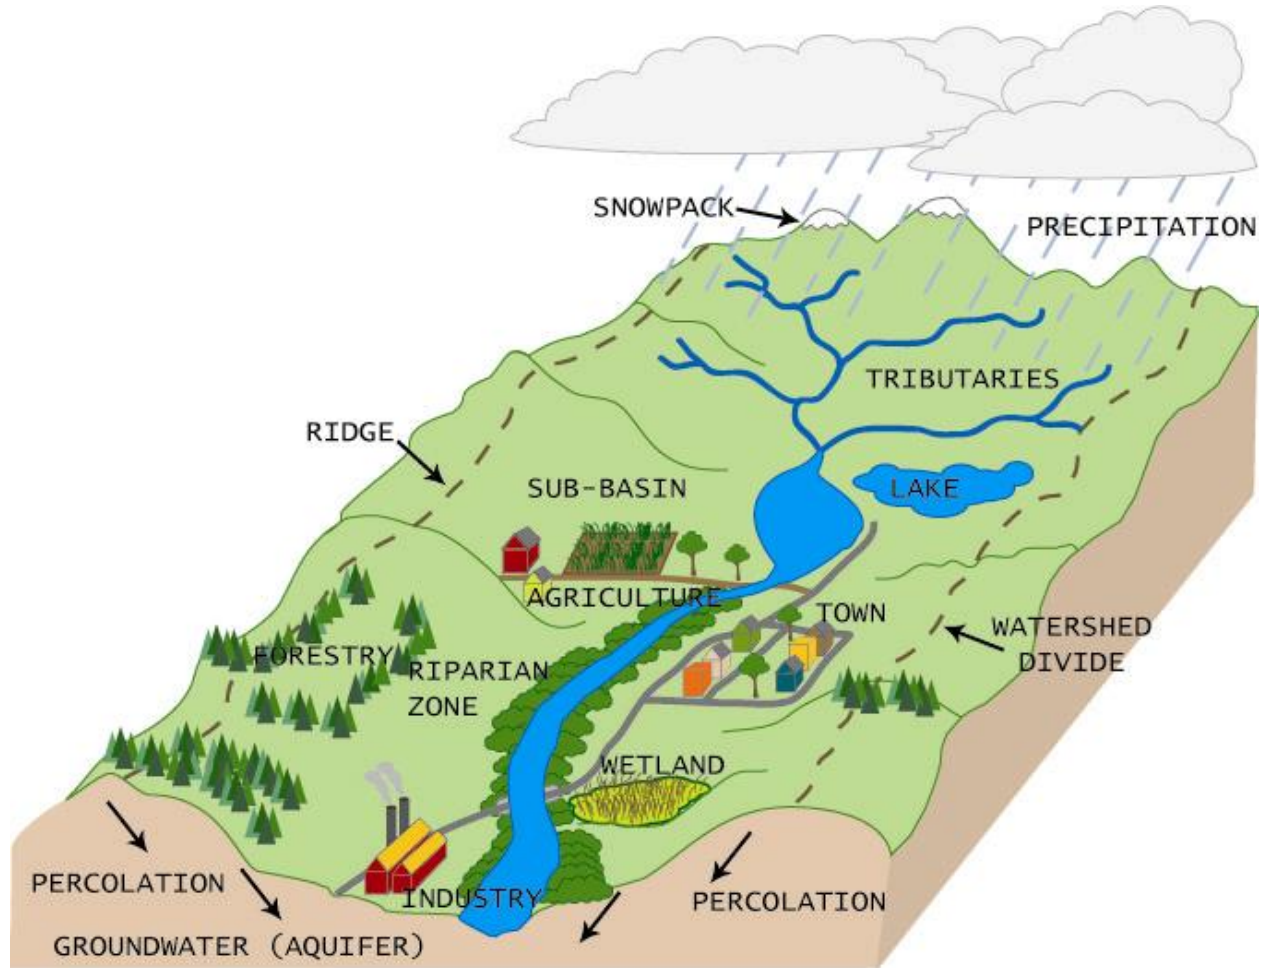 SNOWPACK
PRECIPITATION
TRIBUTARIES
RIDGE
SUB-BASIN
LAKE
AGRICULTURE
TOWN
WATERSHED
DIVIDE
FORESTRY
RIPARIAN
ZONE
WETLAND
PERCOLATION
INDUSTRY
PERCOLATION
GROUNDWATER (AQUIFER)